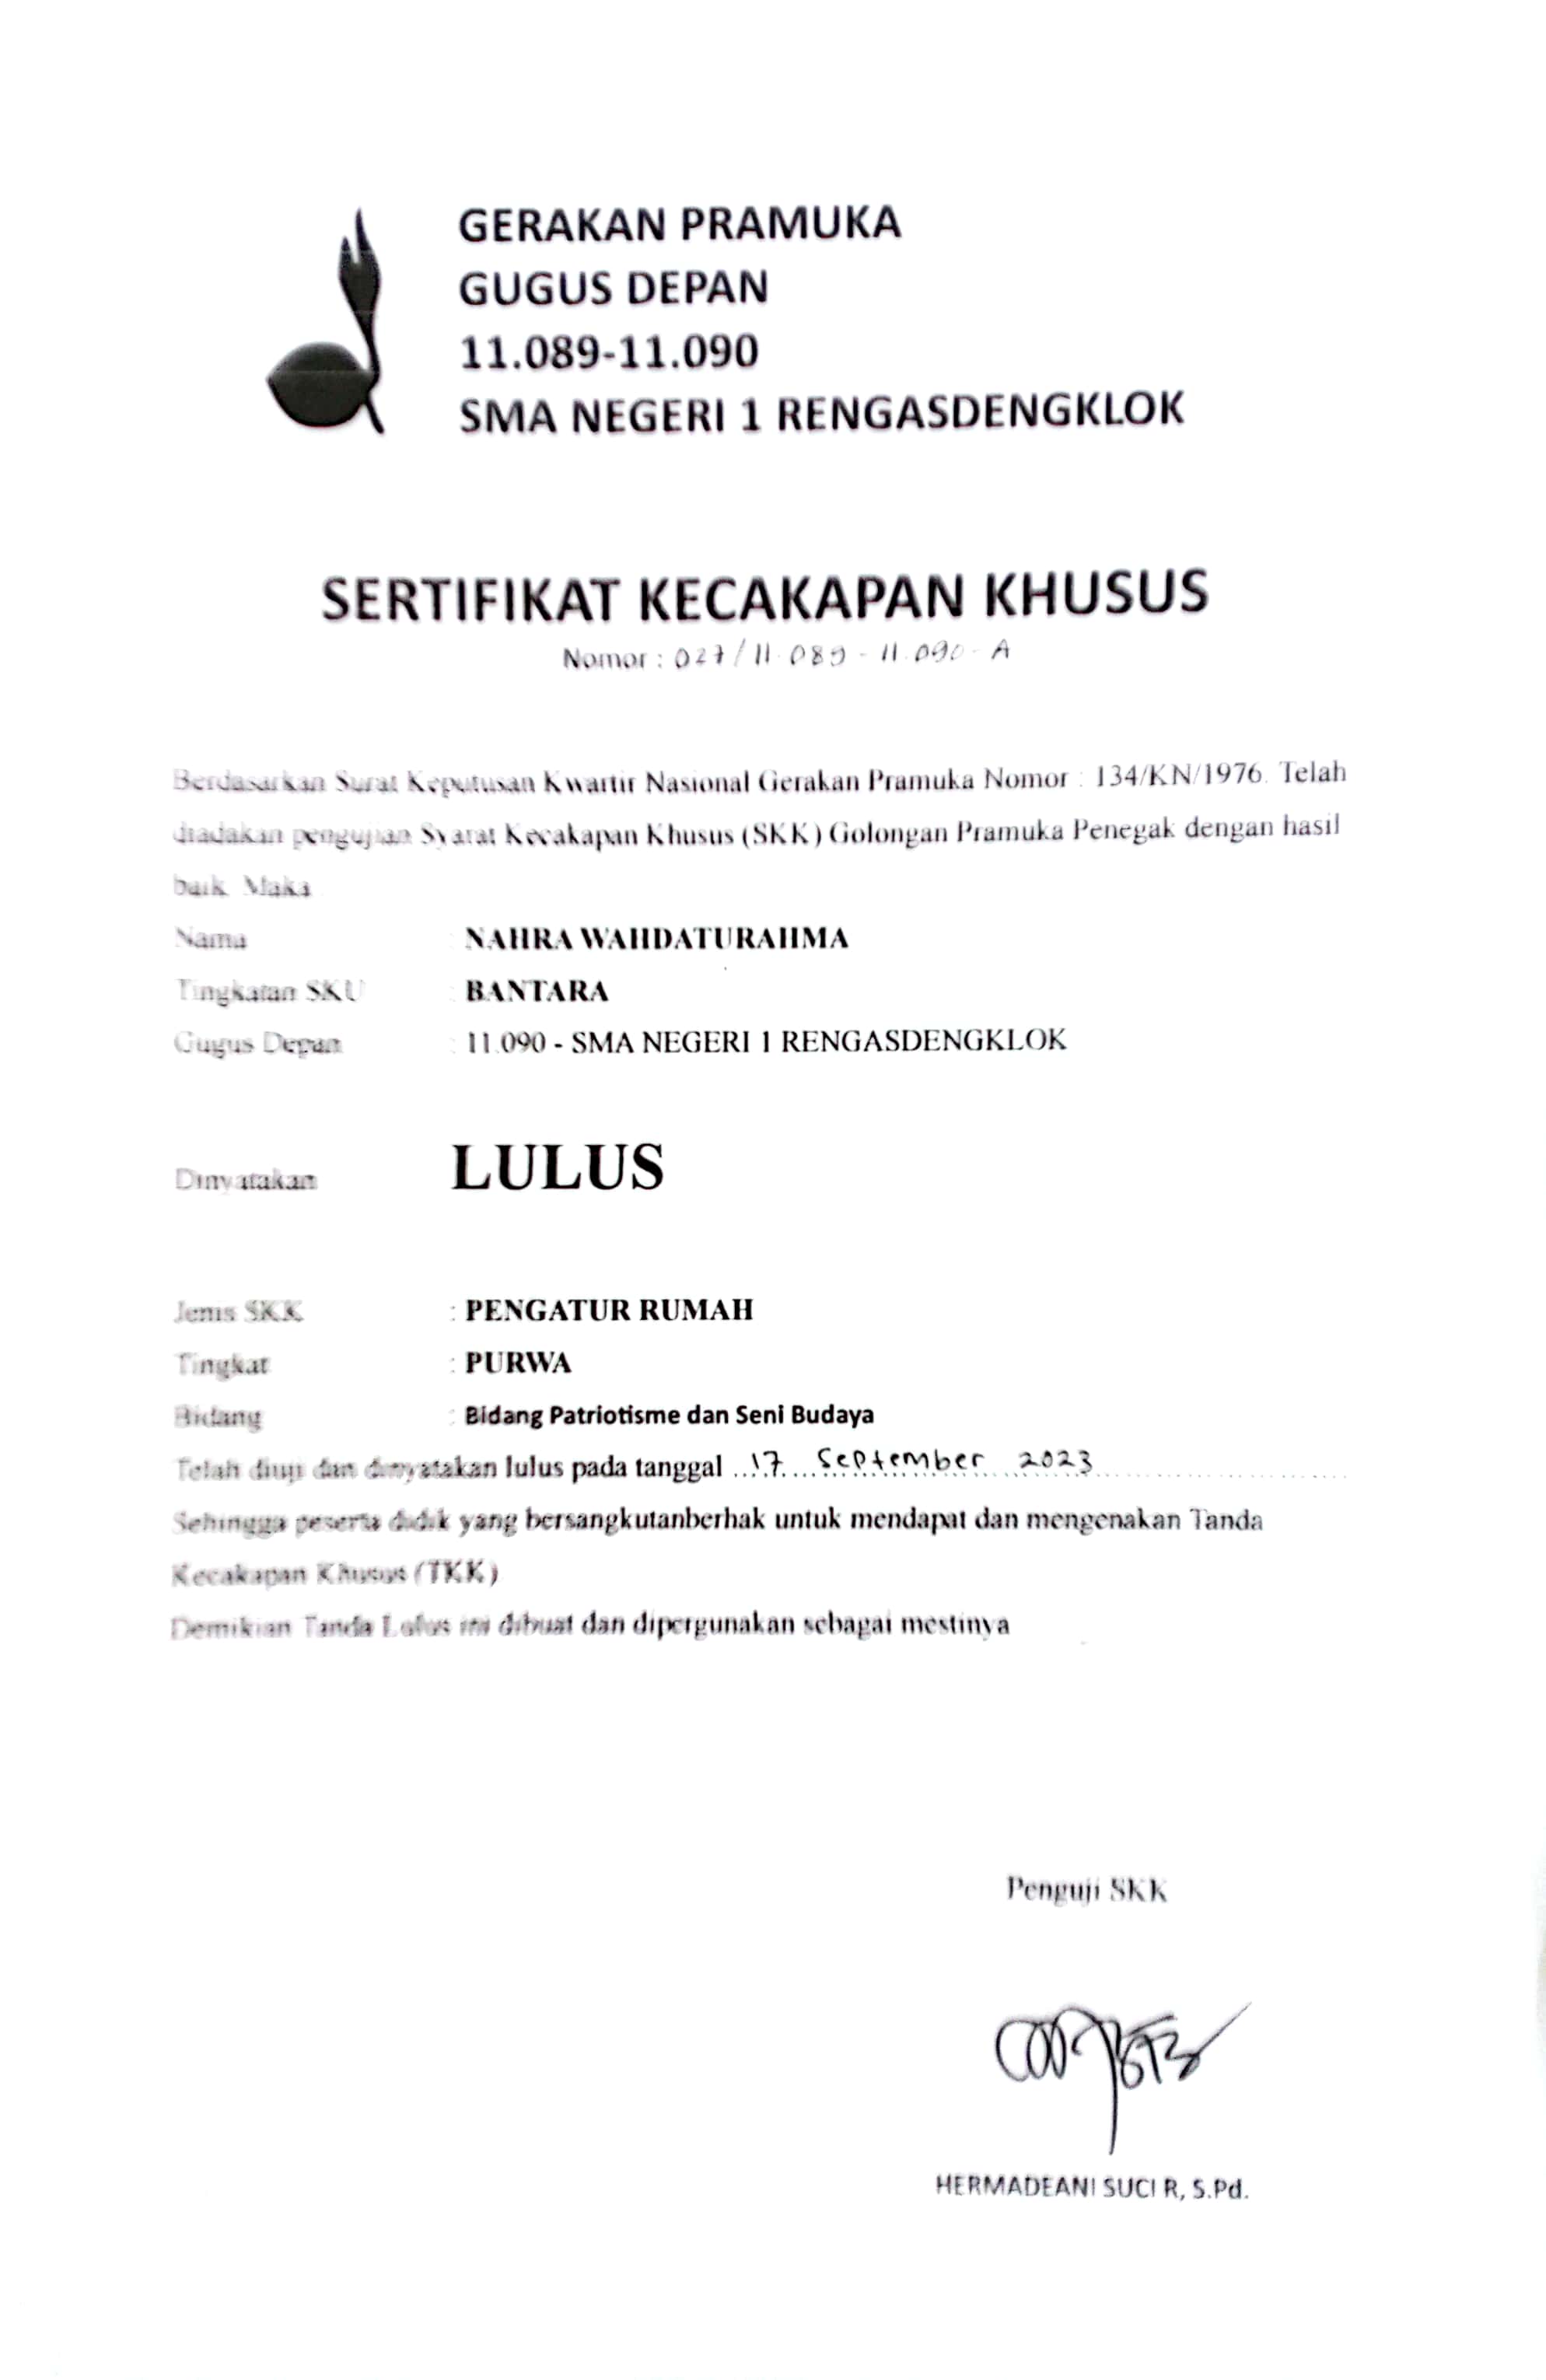 GERAKAN PRAMUKA
GUGUS DEPAN
11.089-11.090
SMA NEGERI 1 RENGASDENGKLOK
SERTIFIKAT KECAKAPAN KHUSUS
Nomor : 027/11.089-11.090-A
Berdasarkan Surat Keputusan Kwartir Nasional Gerakan Pramuka Nomor : 134/KN/1976. Telah
diadakan pengujian Syarat Kecakapan Khusus (SKK) Golongan Pramuka Penegak dengan hasil
baik. Maka
Nama : NAHRA WAHDATURAHMA
Tingkatan SKU : BANTARA
Gugus Depan : 11.090 - SMA NEGERI 1 RENGASDENGKLOK
Dinyatakan LULUS
Jenis SKK : PENGATUR RUMAH
Tingkat : PURWA
Bidang : Bidang Patriotisme dan Seni Budaya
Telah diuji dan dinyatakan lulus pada tanggal ...17 September 2023
Sehingga peserta didik yang bersangkutanberhak untuk mendapat dan mengenakan Tanda
Kecakapan Khusus (TKK)
Demikian Tanda Lulus ini dibuat dan dipergunakan sebagai mestinya
Penguji SKK
HERMADEANI SUCI R, S.Pd.